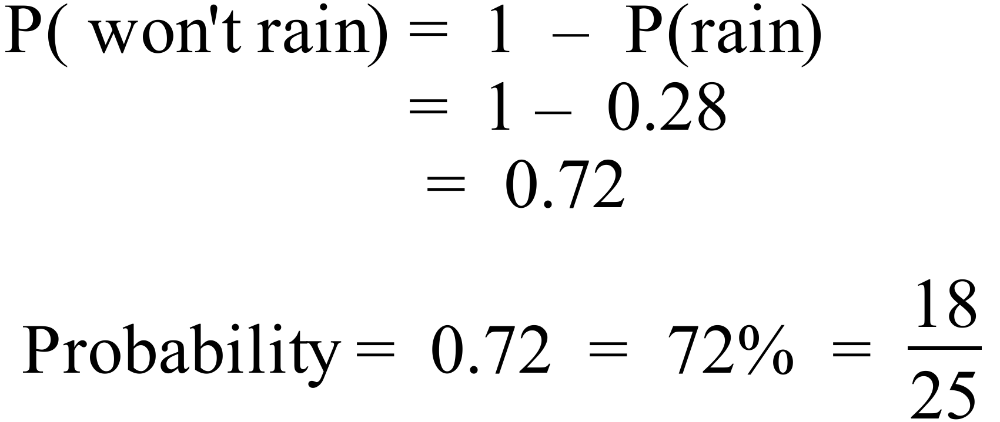 P( won't rain) = 1 – P(rain)
= 1 – 0.28
= 0.72
Probability = 0.72 = 72% = 18/25